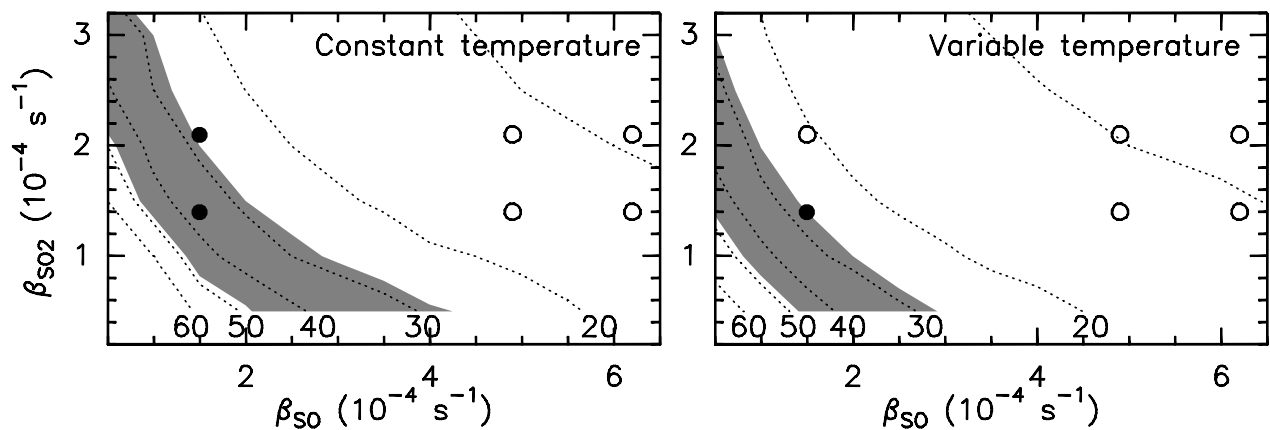 Constant temperature
Variable temperature
3
2
1
β_SO2 (10⁻⁴ s⁻¹)
60 50 40 30 20
2 4 6
β_SO (10⁻⁴ s⁻¹)
3
2
1
60 50 40 30 20
2 4 6
β_SO (10⁻⁴ s⁻¹)